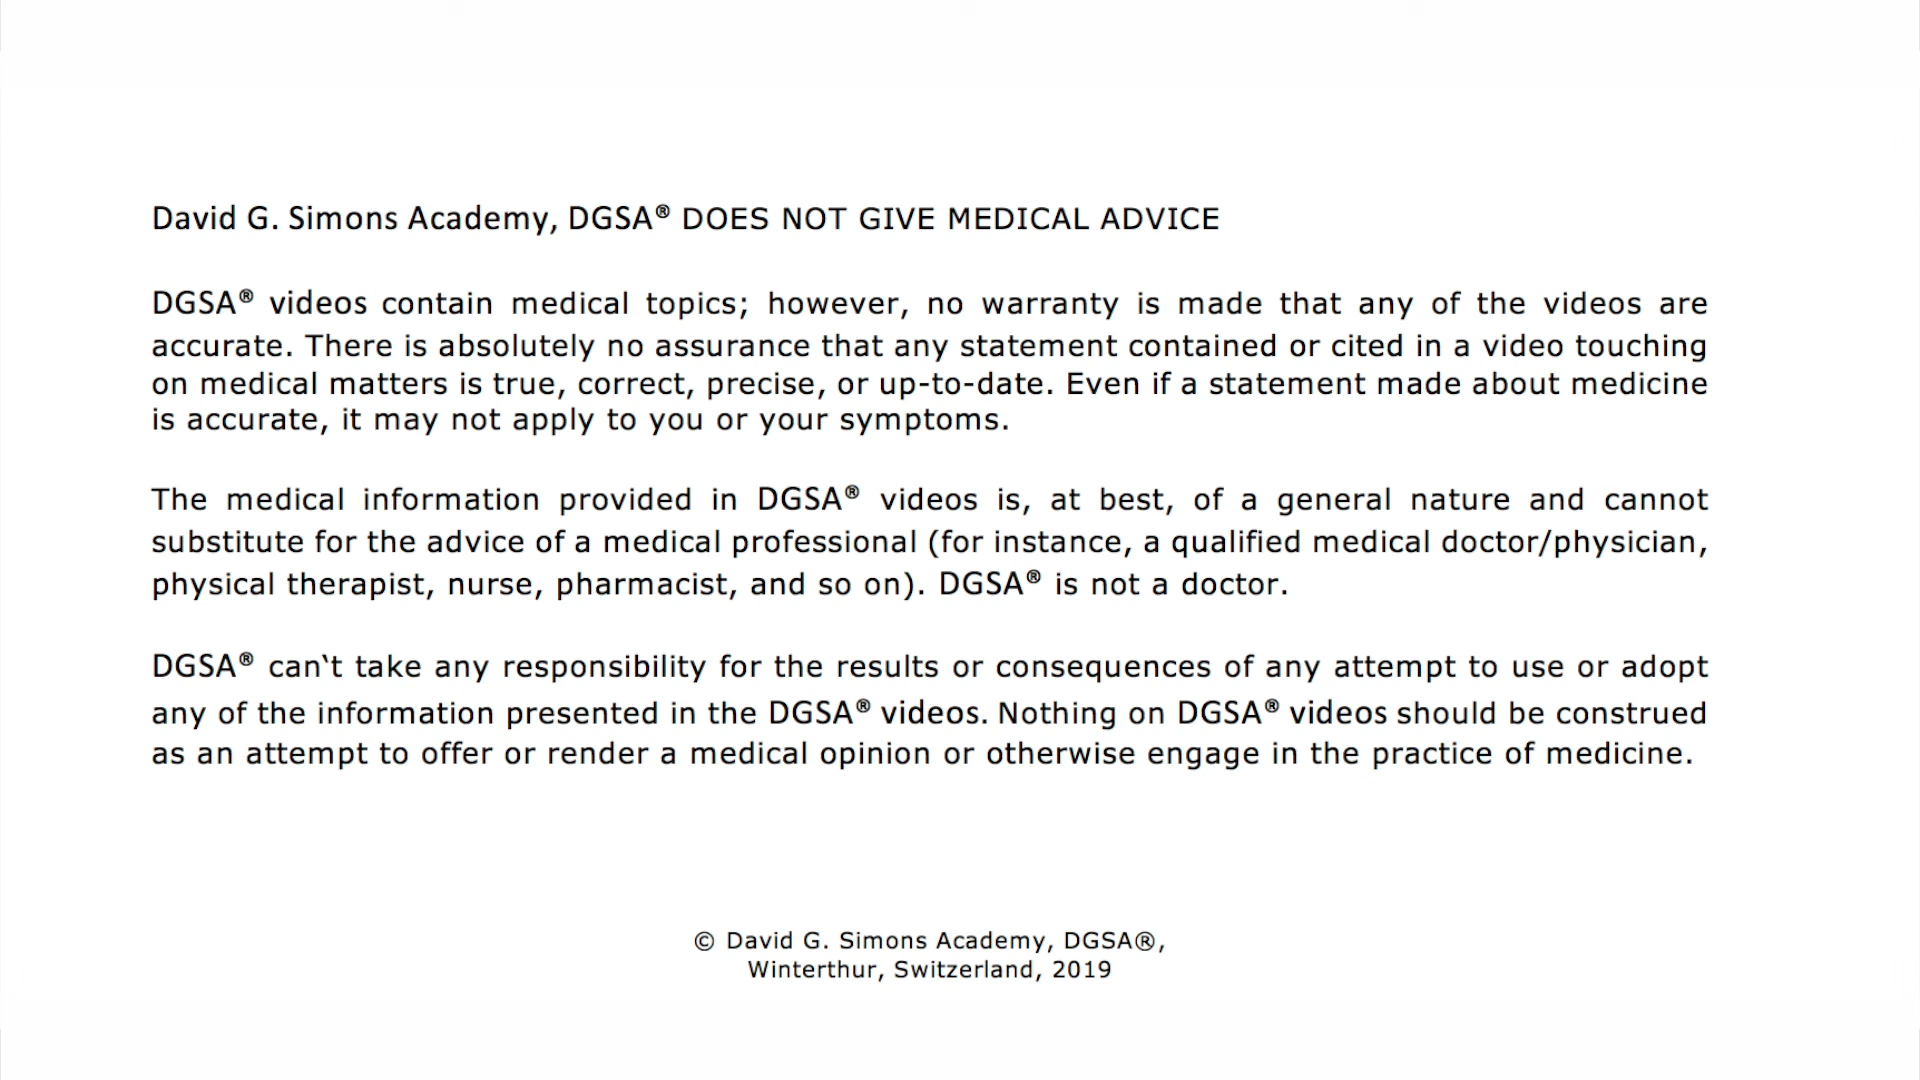 David G. Simons Academy, DGSA® DOES NOT GIVE MEDICAL ADVICE
DGSA® videos contain medical topics; however, no warranty is made that any of the videos are
accurate. There is absolutely no assurance that any statement contained or cited in a video touching
on medical matters is true, correct, precise, or up-to-date. Even if a statement made about medicine
is accurate, it may not apply to you or your symptoms.
The medical information provided in DGSA® videos is, at best, of a general nature and cannot
substitute for the advice of a medical professional (for instance, a qualified medical doctor/physician,
physical therapist, nurse, pharmacist, and so on). DGSA® is not a doctor.
DGSA® can‛t take any responsibility for the results or consequences of any attempt to use or adopt
any of the information presented in the DGSA® videos. Nothing on DGSA® videos should be construed
as an attempt to offer or render a medical opinion or otherwise engage in the practice of medicine.
© David G. Simons Academy, DGSA®,
Winterthur, Switzerland, 2019